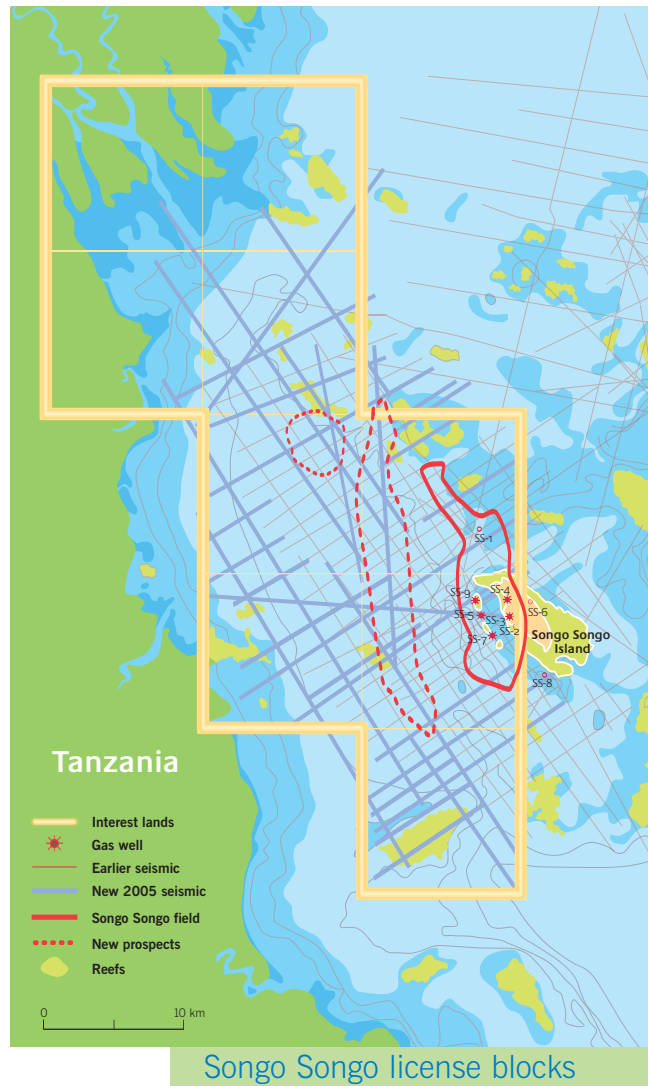 SS-1
SS-9
SS-4
SS-6
SS-5
SS-3
SS-2
SS-7
Songo Songo
Island
SS-8
Tanzania
Interest lands
Gas well
Earlier seismic
New 2005 seismic
Songo Songo field
New prospects
Reefs
0
10 km
Songo Songo license blocks